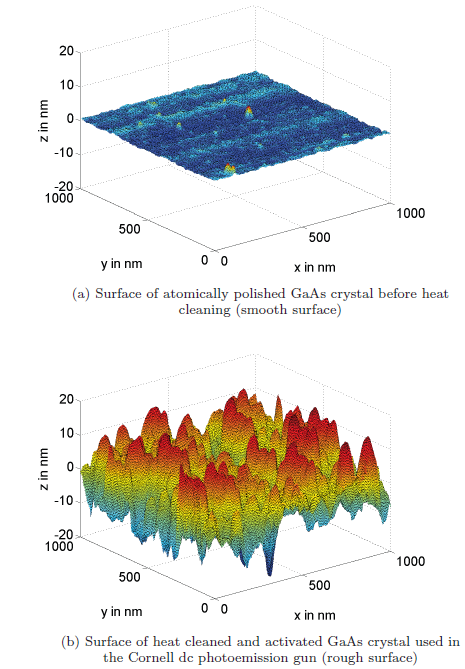 20
10
0
z in nm
-10
-20
1000
500
y in nm
0
0
x in nm
500
1000
(a) Surface of atomically polished GaAs crystal before heat
cleaning (smooth surface)
20
10
0
z in nm
-10
-20
1000
500
y in nm
0
0
x in nm
500
1000
(b) Surface of heat cleaned and activated GaAs crystal used in
the Cornell dc photoemission gun (rough surface)